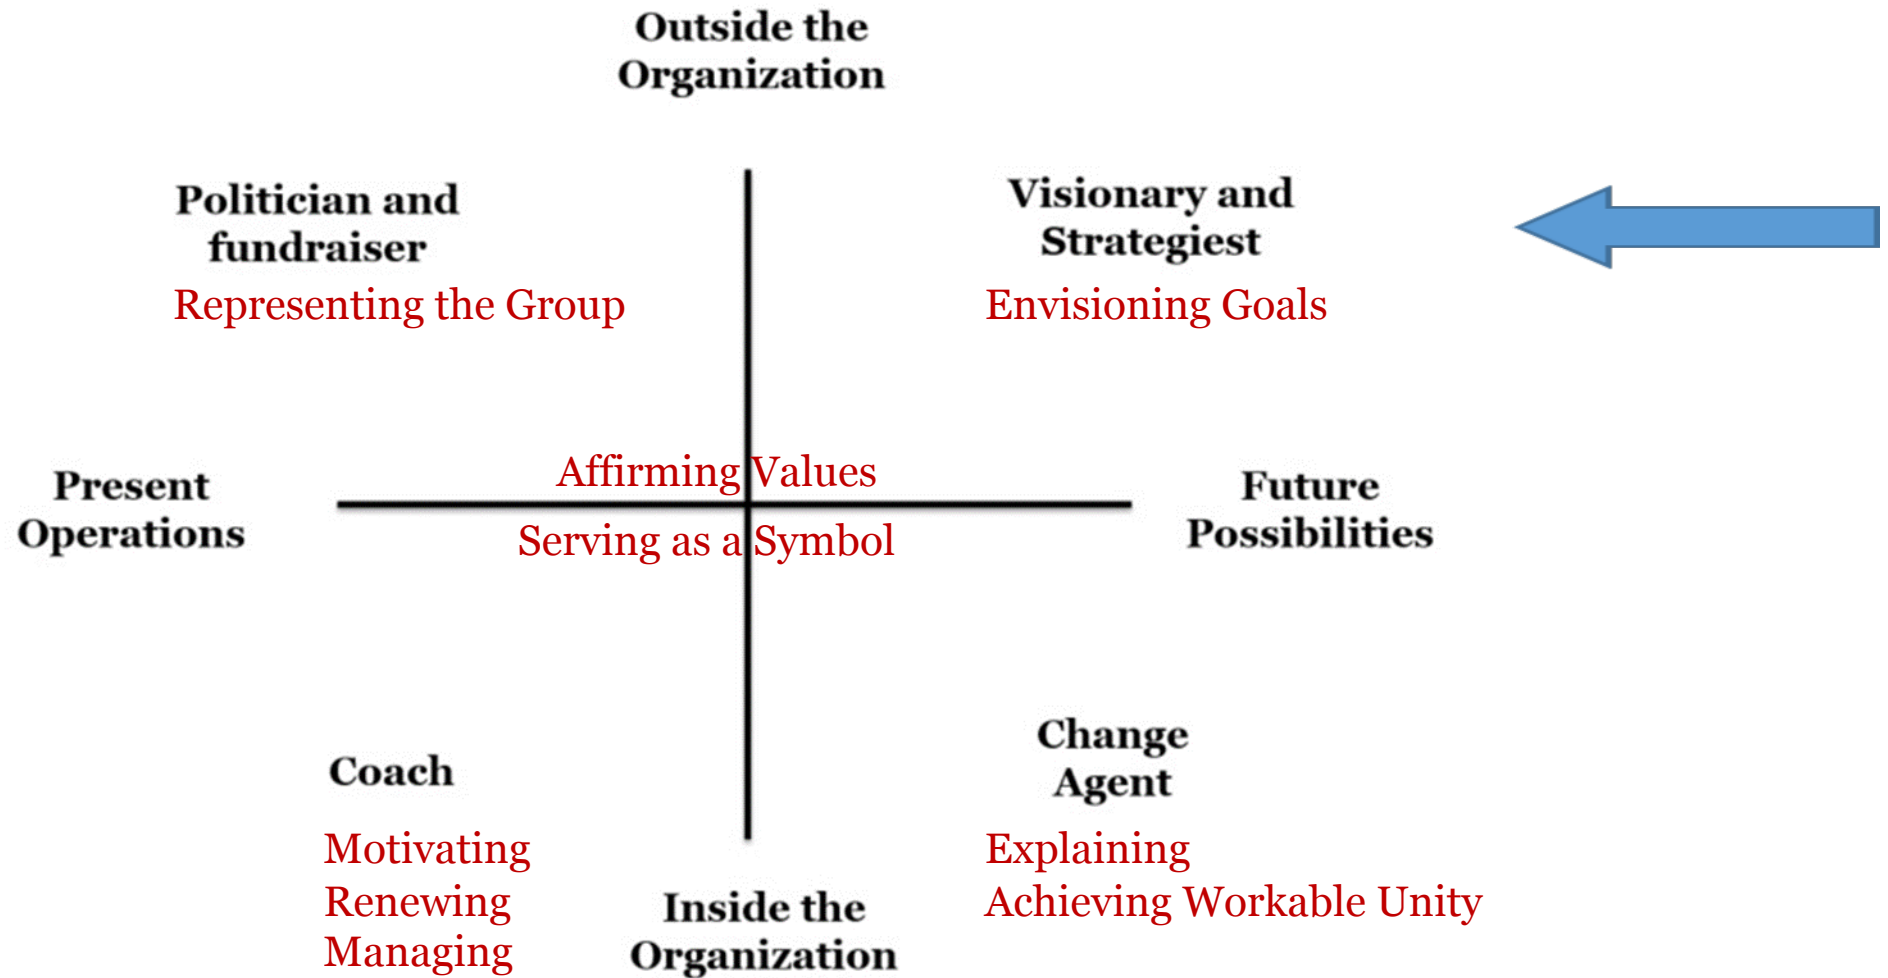 Outside the
Organization
Politician and
fundraiser
Representing the Group
Visionary and
Strategiest
Envisioning Goals
Present
Operations
Affirming Values
Serving as a Symbol
Future
Possibilities
Coach
Motivating
Renewing
Managing
Inside the
Organization
Change
Agent
Explaining
Achieving Workable Unity